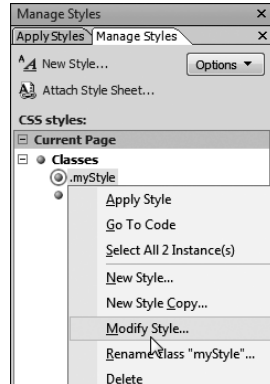 Manage Styles
Apply Styles Manage Styles
New Style... Options
Attach Style Sheet...
CSS styles:
Current Page
Classes
.myStyle
Apply Style
Go To Code
Select All 2 Instance(s)
New Style...
New Style Copy...
Modify Style...
Rename class "myStyle"...
Delete